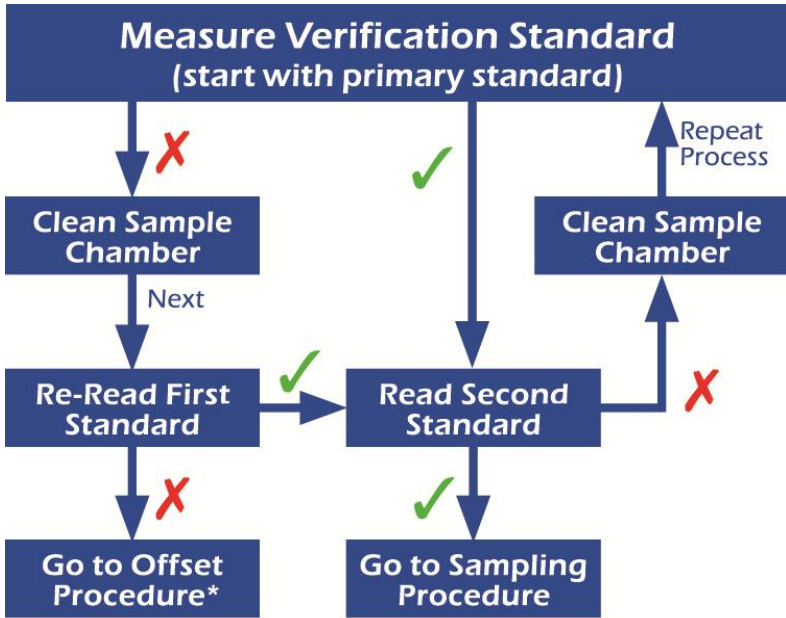 Measure Verification Standard
(start with primary standard)
Repeat
Process
Clean Sample
Chamber
Clean Sample
Chamber
Next
Re-Read First
Standard
Read Second
Standard
Go to Offset
Procedure*
Go to Sampling
Procedure